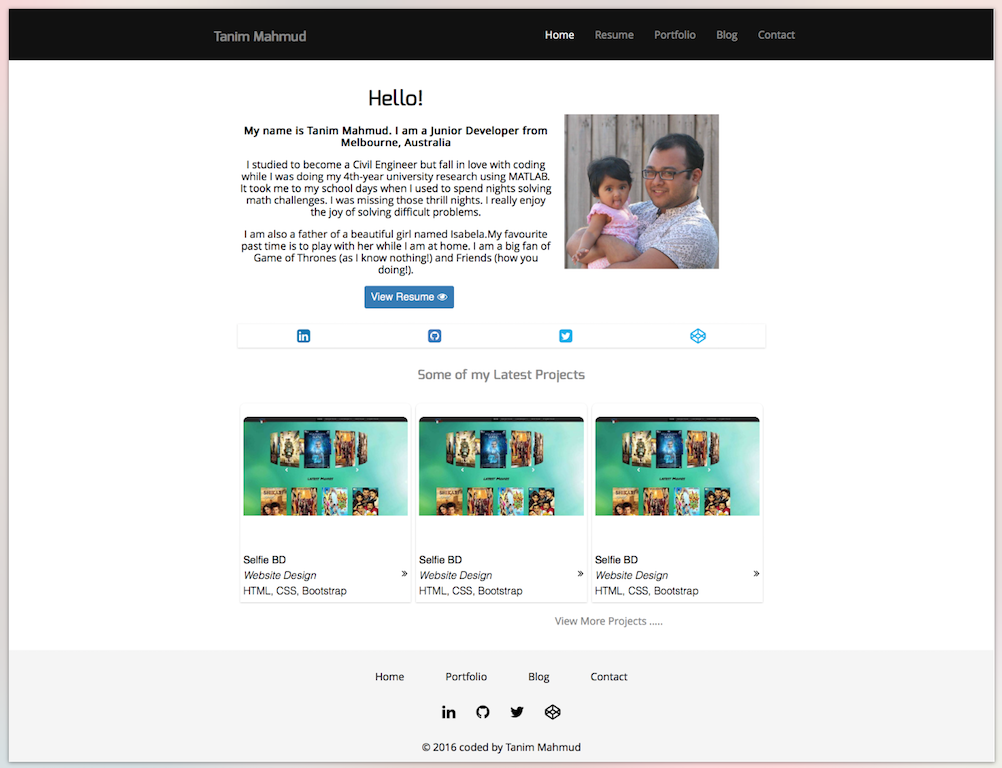 Tanim Mahmud
Home Resume Portfolio Blog Contact
Hello!
My name is Tanim Mahmud. I am a Junior Developer from
Melbourne, Australia
I studied to become a Civil Engineer but fall in love with coding
while I was doing my 4th-year university research using MATLAB.
It took me to my school days when I used to spend nights solving
math challenges. I was missing those thrill nights. I really enjoy
the joy of solving difficult problems.
I am also a father of a beautiful girl named Isabela.My favourite
past time is to play with her while I am at home. I am a big fan of
Game of Thrones (as I know nothing!) and Friends (how you
doing!).
View Resume
Some of my Latest Projects
LATEST MOVIES
LATEST MOVIES
LATEST MOVIES
Selfie BD
Website Design
HTML, CSS, Bootstrap
Selfie BD
Website Design
HTML, CSS, Bootstrap
Selfie BD
Website Design
HTML, CSS, Bootstrap
View More Projects .....
Home Portfolio Blog Contact
© 2016 coded by Tanim Mahmud